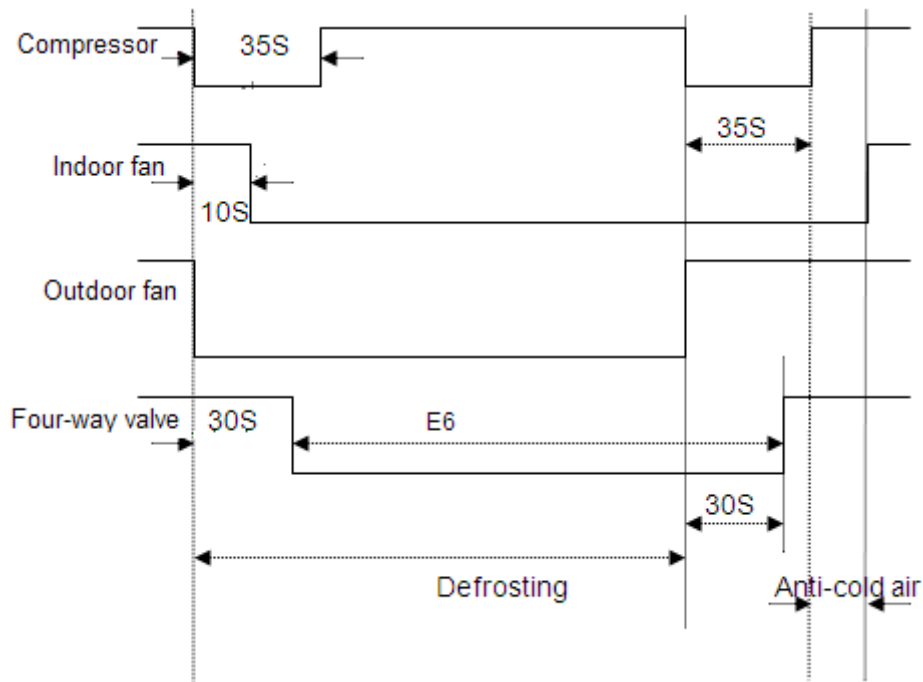 Compressor
35S
35S
Indoor fan
10S
Outdoor fan
Four-way valve
30S
E6
30S
Defrosting
Anti-cold air